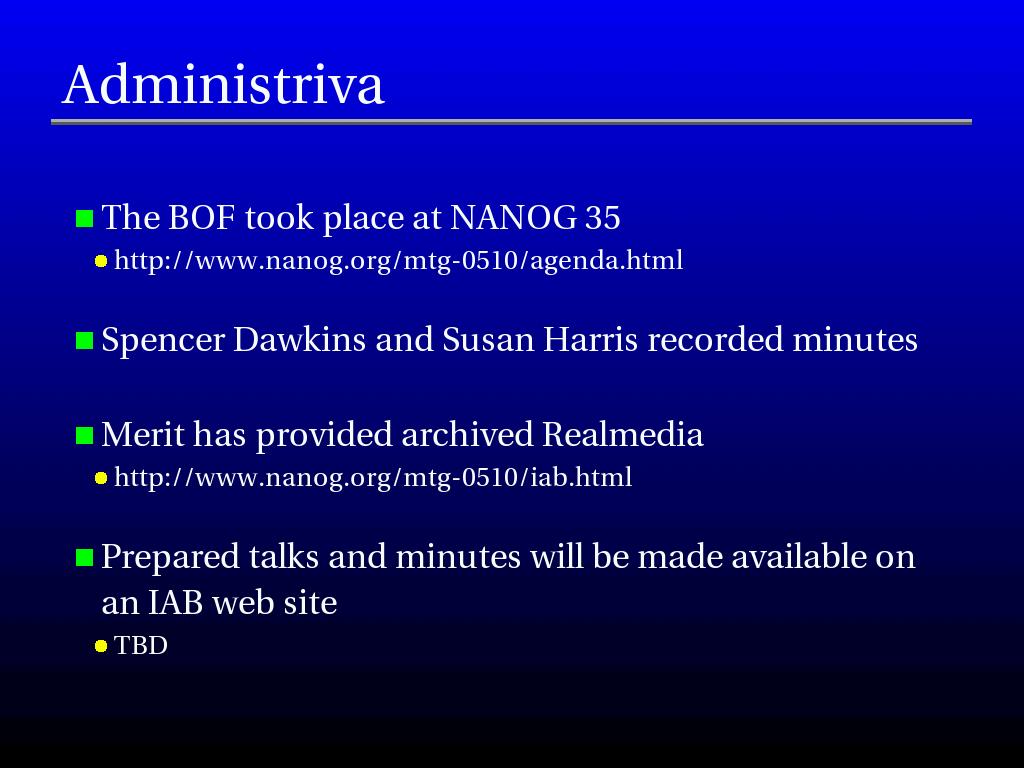 Administriva
The BOF took place at NANOG 35
http://www.nanog.org/mtg-0510/agenda.html
Spencer Dawkins and Susan Harris recorded minutes
Merit has provided archived Realmedia
http://www.nanog.org/mtg-0510/iab.html
Prepared talks and minutes will be made available on
an IAB web site
TBD